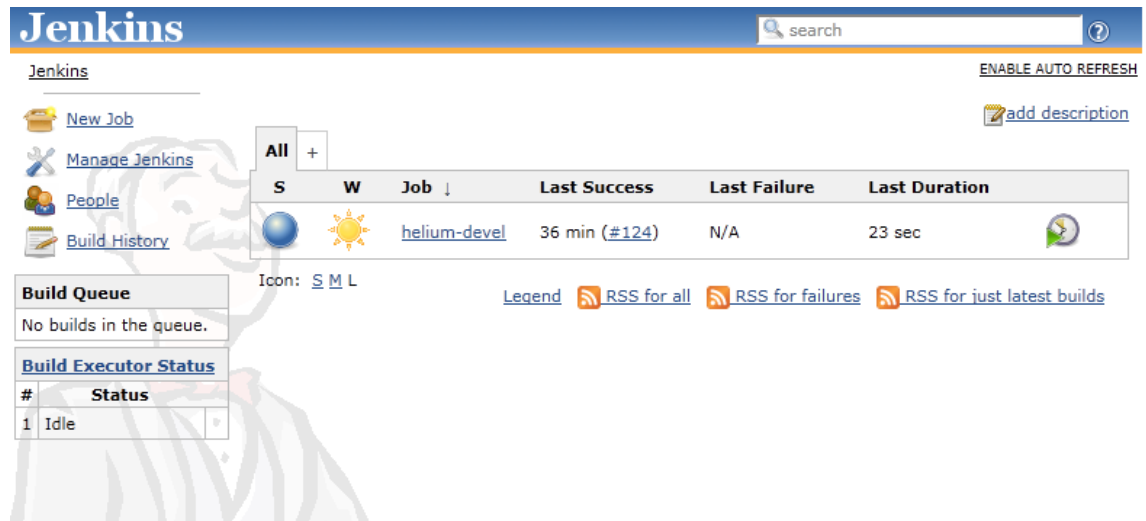 Jenkins
search
Jenkins
ENABLE AUTO REFRESH
New Job
Manage Jenkins
People
Build History
add description
All +
S W Job ↓ Last Success Last Failure Last Duration
helium-devel 36 min (#124) N/A 23 sec
Icon: S M L
Legend RSS for all RSS for failures RSS for just latest builds
Build Queue
No builds in the queue.
Build Executor Status
# Status
1 Idle